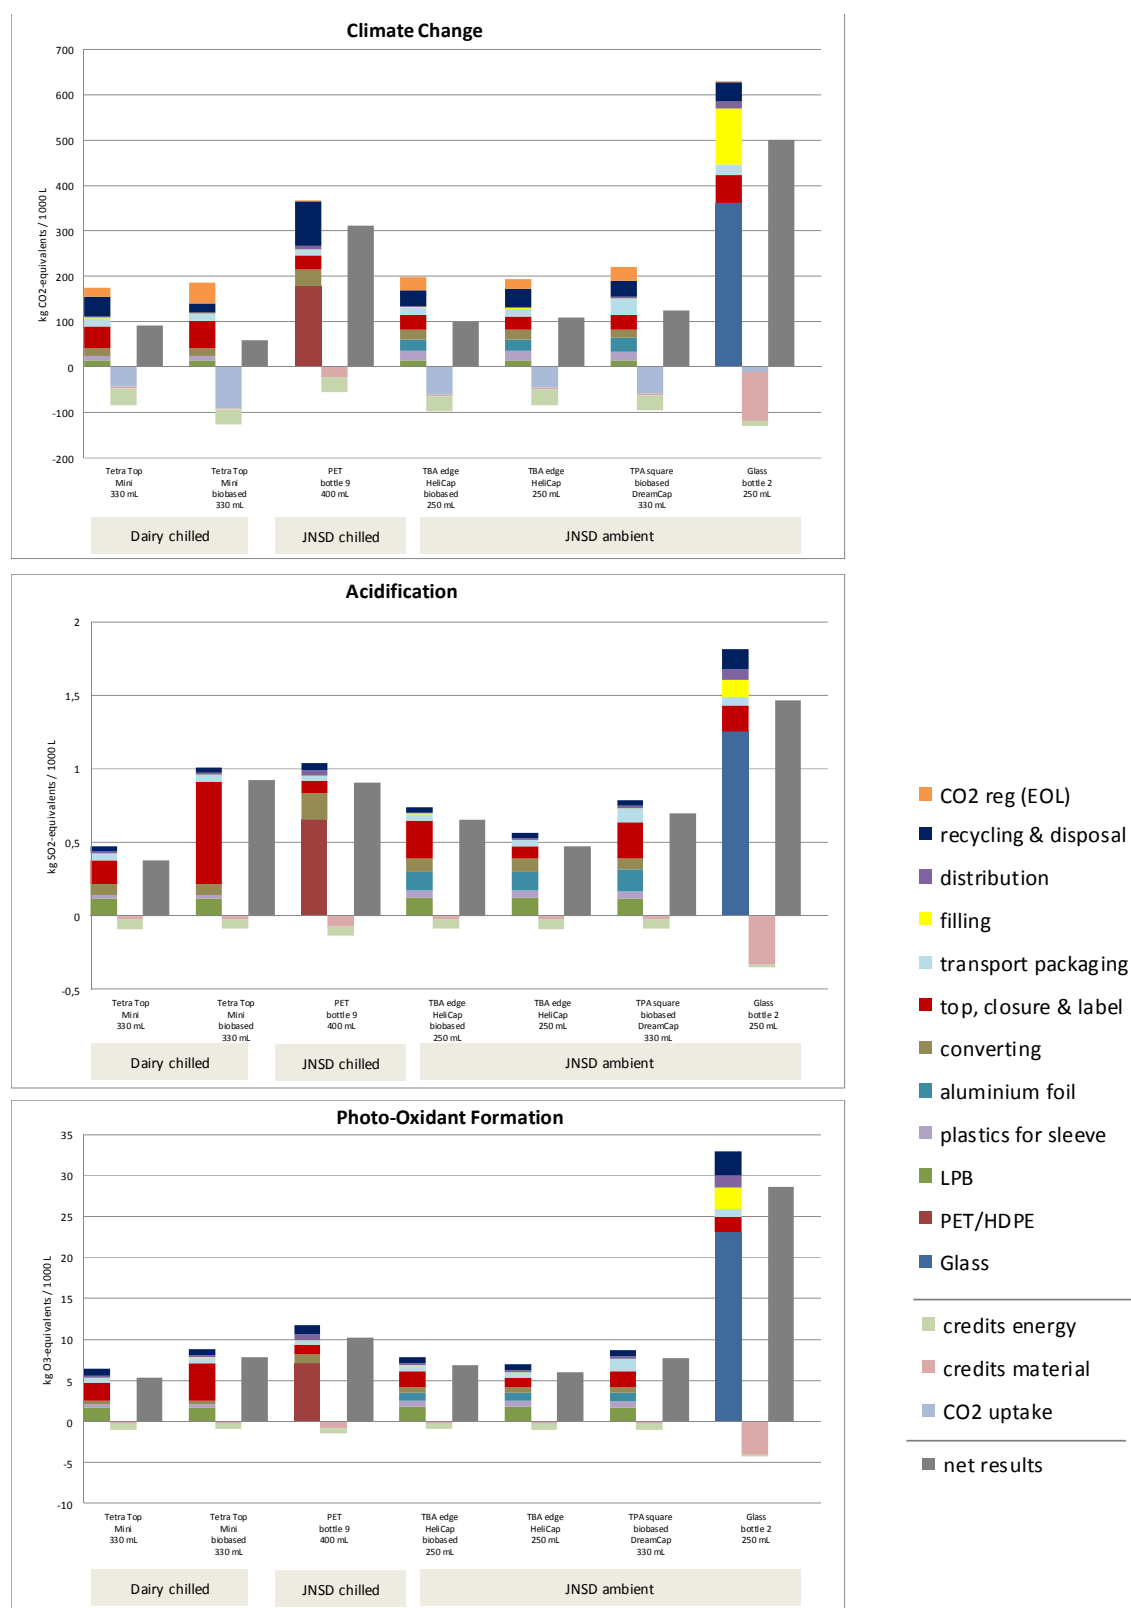 Climate Change
kg CO2-equivalents / 1000 L
700
600
500
400
300
200
100
0
-100
-200
Tetra Top
Mini
330 mL
Tetra Top
Mini
biobased
330 mL
PET
bottle 9
400 mL
TBA edge
HeliCap
biobased
250 mL
TBA edge
HeliCap
250 mL
TPA square
biobased
DreamCap
330 mL
Glass
bottle 2
250 mL
Dairy chilled
JNSD chilled
JNSD ambient
Acidification
kg SO2-equivalents / 1000 L
2
1,5
1
0,5
0
-0,5
Tetra Top
Mini
330 mL
Tetra Top
Mini
biobased
330 mL
PET
bottle 9
400 mL
TBA edge
HeliCap
biobased
250 mL
TBA edge
HeliCap
250 mL
TPA square
biobased
DreamCap
330 mL
Glass
bottle 2
250 mL
Dairy chilled
JNSD chilled
JNSD ambient
Photo-Oxidant Formation
kg O3-equivalents / 1000 L
35
30
25
20
15
10
5
0
-5
-10
Tetra Top
Mini
330 mL
Tetra Top
Mini
biobased
330 mL
PET
bottle 9
400 mL
TBA edge
HeliCap
biobased
250 mL
TBA edge
HeliCap
250 mL
TPA square
biobased
DreamCap
330 mL
Glass
bottle 2
250 mL
Dairy chilled
JNSD chilled
JNSD ambient
CO2 reg (EOL)
recycling & disposal
distribution
filling
transport packaging
top, closure & label
converting
aluminium foil
plastics for sleeve
LPB
PET/HDPE
Glass
credits energy
credits material
CO2 uptake
net results